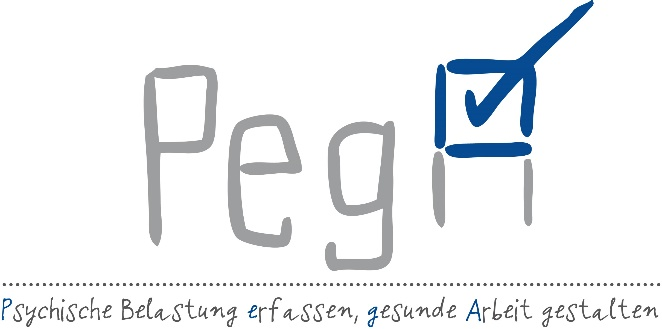 PegA
Psychische Belastung erfassen, gesunde Arbeit gestalten